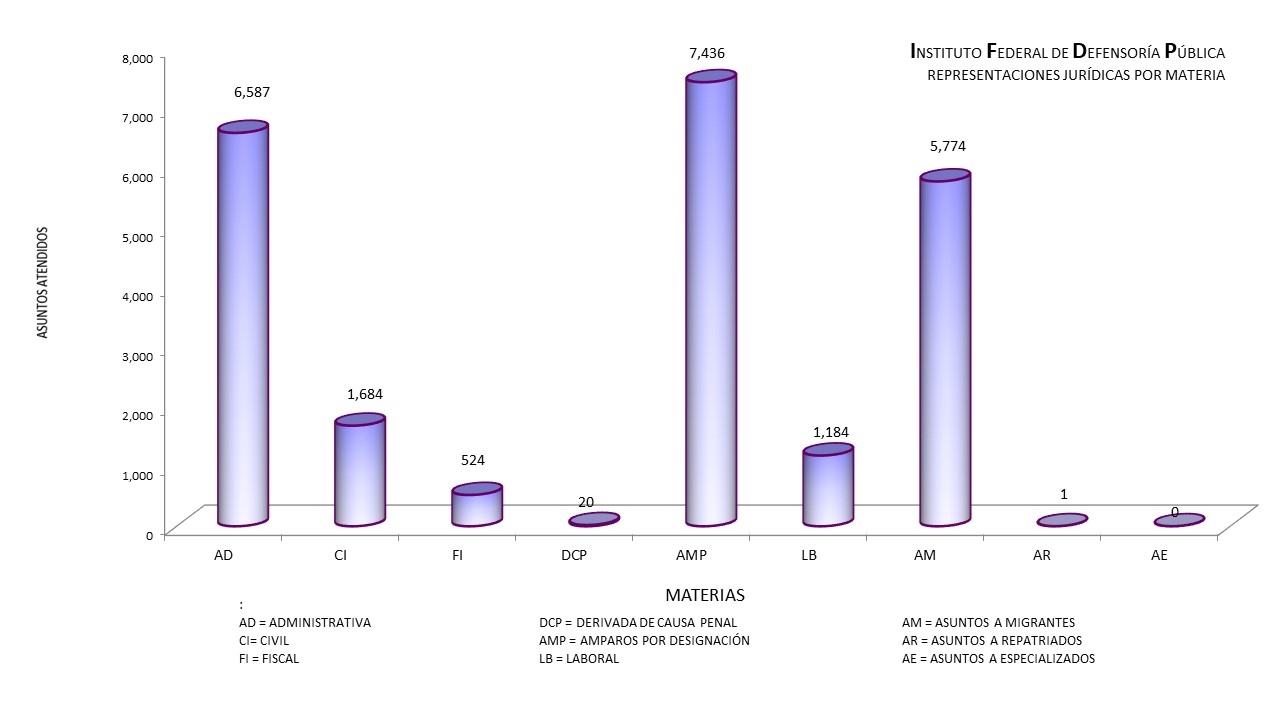 INSTITUTO FEDERAL DE DEFENSORÍA PÚBLICA
REPRESENTACIONES JURÍDICAS POR MATERIA
ASUNTOS ATENDIDOS
8,000
7,000
6,000
5,000
4,000
3,000
2,000
1,000
0
6,587
1,684
524
20
7,436
1,184
5,774
1
0
AD CI FI DCP AMP LB AM AR AE
MATERIAS
:
AD = ADMINISTRATIVA
CI= CIVIL
FI = FISCAL
DCP = DERIVADA DE CAUSA PENAL
AMP = AMPAROS POR DESIGNACIÓN
LB = LABORAL
AM = ASUNTOS A MIGRANTES
AR = ASUNTOS A REPATRIADOS
AE = ASUNTOS A ESPECIALIZADOS